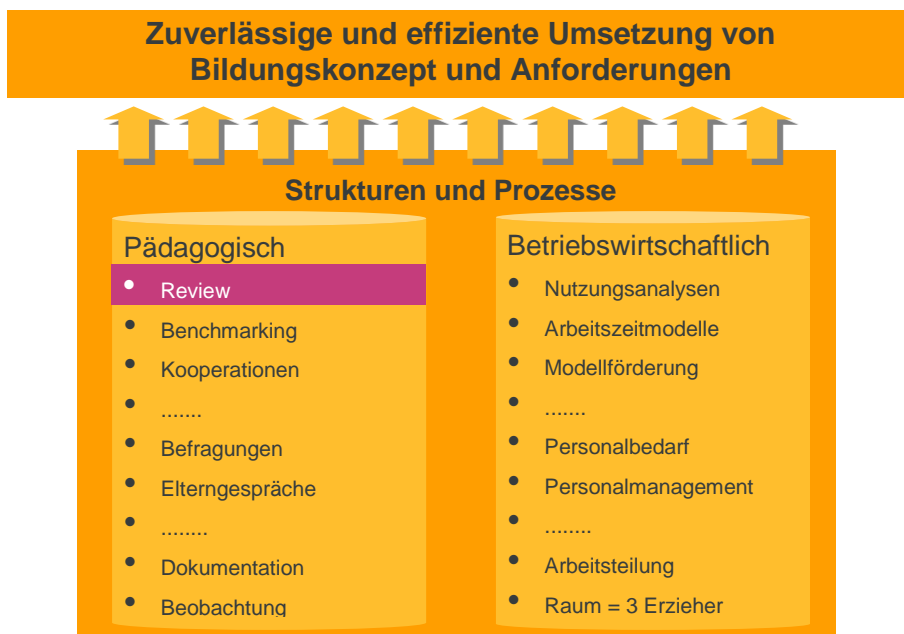 Zuverlässige und effiziente Umsetzung von
Bildungskonzept und Anforderungen
Strukturen und Prozesse
Pädagogisch
• Review
• Benchmarking
• Kooperationen
• .......
• Befragungen
• Elterngespräche
• ........
• Dokumentation
• Beobachtung
Betriebswirtschaftlich
• Nutzungsanalysen
• Arbeitszeitmodelle
• Modellförderung
• .......
• Personalbedarf
• Personalmanagement
• ........
• Arbeitsteilung
• Raum = 3 Erzieher